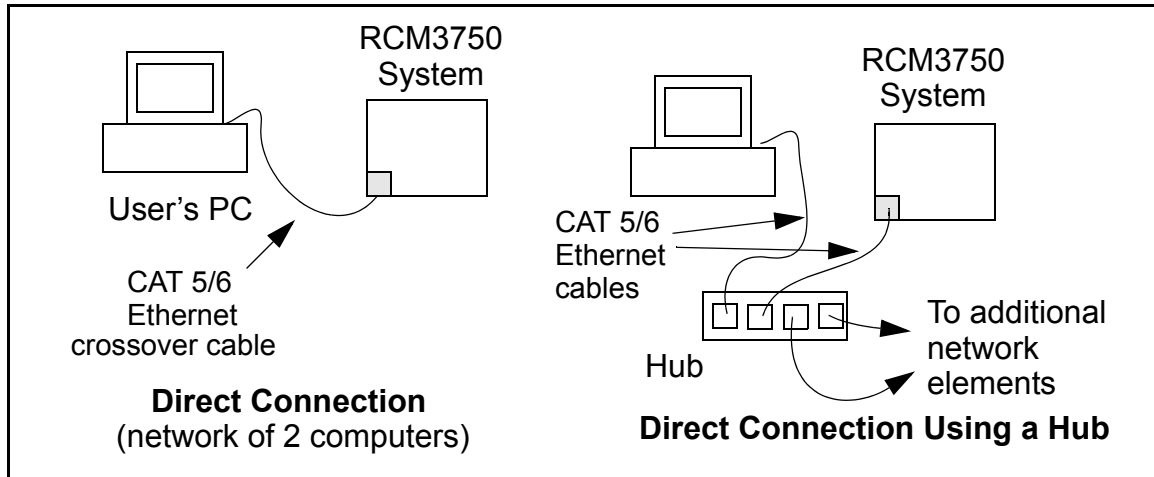 RCM3750
System
User's PC
CAT 5/6
Ethernet
crossover cable
Direct Connection
(network of 2 computers)
RCM3750
System
CAT 5/6
Ethernet
cables
Hub
To additional
network
elements
Direct Connection Using a Hub